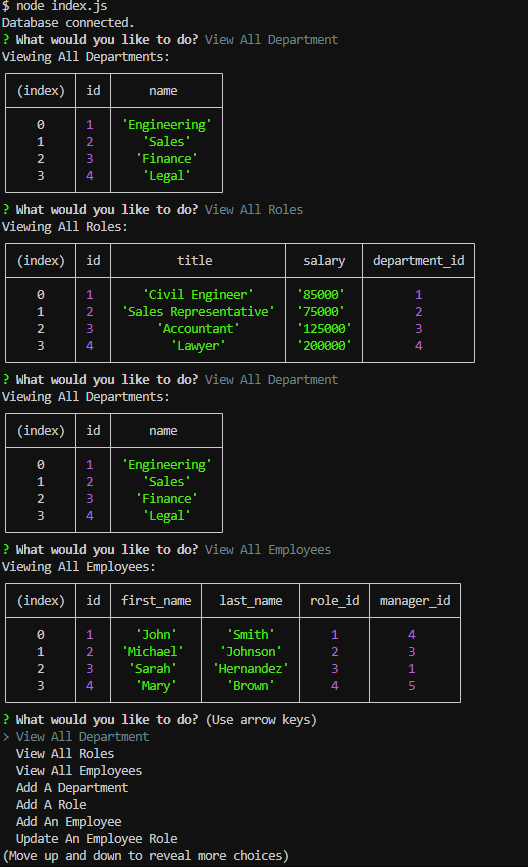 $ node index.js
Database connected.
? What would you like to do? View All Department
Viewing All Departments:
(index) id name
0 1 'Engineering'
1 2 'Sales'
2 3 'Finance'
3 4 'Legal'
? What would you like to do? View All Roles
Viewing All Roles:
(index) id title salary department_id
0 1 'Civil Engineer' '85000' 1
1 2 'Sales Representative' '75000' 2
2 3 'Accountant' '125000' 3
3 4 'Lawyer' '200000' 4
? What would you like to do? View All Department
Viewing All Departments:
(index) id name
0 1 'Engineering'
1 2 'Sales'
2 3 'Finance'
3 4 'Legal'
? What would you like to do? View All Employees
Viewing All Employees:
(index) id first_name last_name role_id manager_id
0 1 'John' 'Smith' 1 4
1 2 'Michael' 'Johnson' 2 3
2 3 'Sarah' 'Hernandez' 3 1
3 4 'Mary' 'Brown' 4 5
? What would you like to do? (Use arrow keys)
> View All Department
View All Roles
View All Employees
Add A Department
Add A Role
Add An Employee
Update An Employee Role
(Move up and down to reveal more choices)